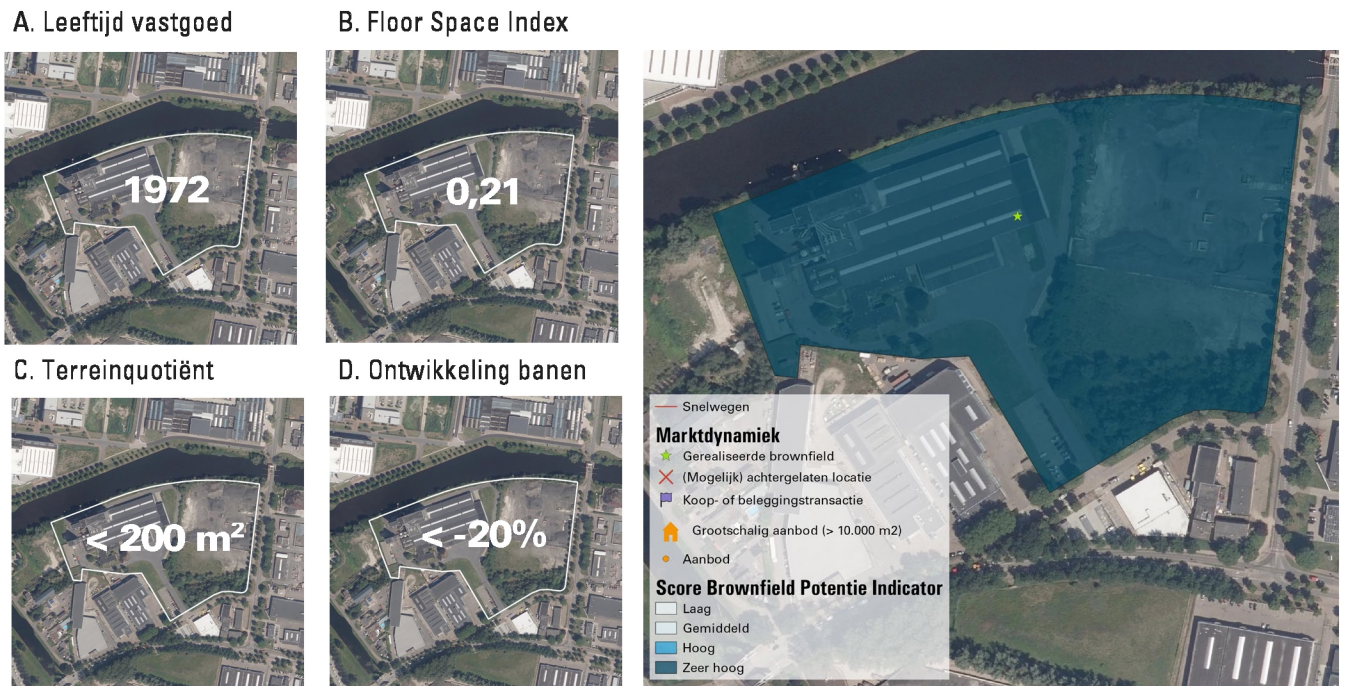 A. Leeftijd vastgoed
B. Floor Space Index
1972
0,21
C. Terreinquotiënt
D. Ontwikkeling banen
< 200 m²
< -20%
Snelwegen
Marktdynamiek
Gerealiseerde brownfield
(Mogelijk) achtergelaten locatie
Koop- of beleggingstransactie
Grootschalig aanbod (> 10.000 m2)
Aanbod
Score Brownfield Potentie Indicator
Laag
Gemiddeld
Hoog
Zeer hoog